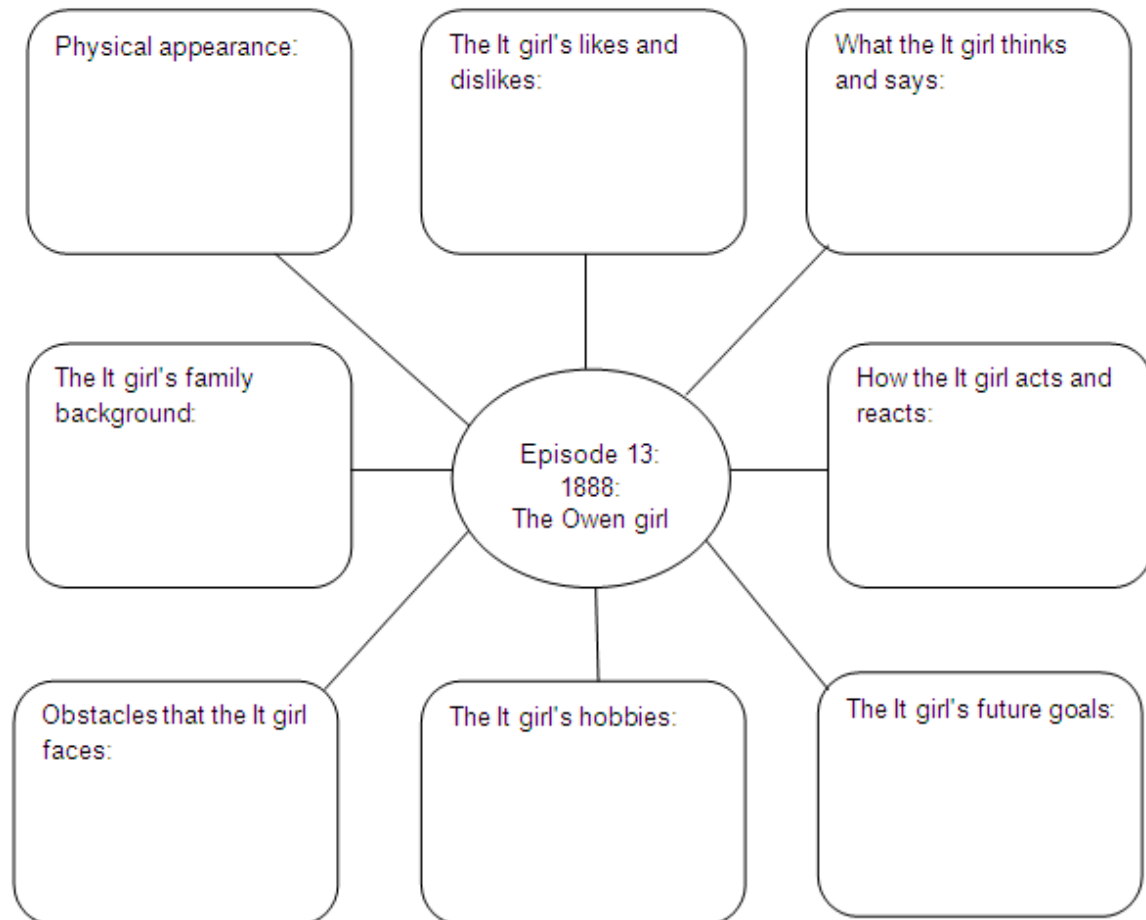 Physical appearance:
The It girl's likes and
dislikes:
What the It girl thinks
and says:
The It girl's family
background:
Episode 13:
1888:
The Owen girl
How the It girl acts and
reacts:
Obstacles that the It girl
faces:
The It girl's hobbies:
The It girl's future goals: